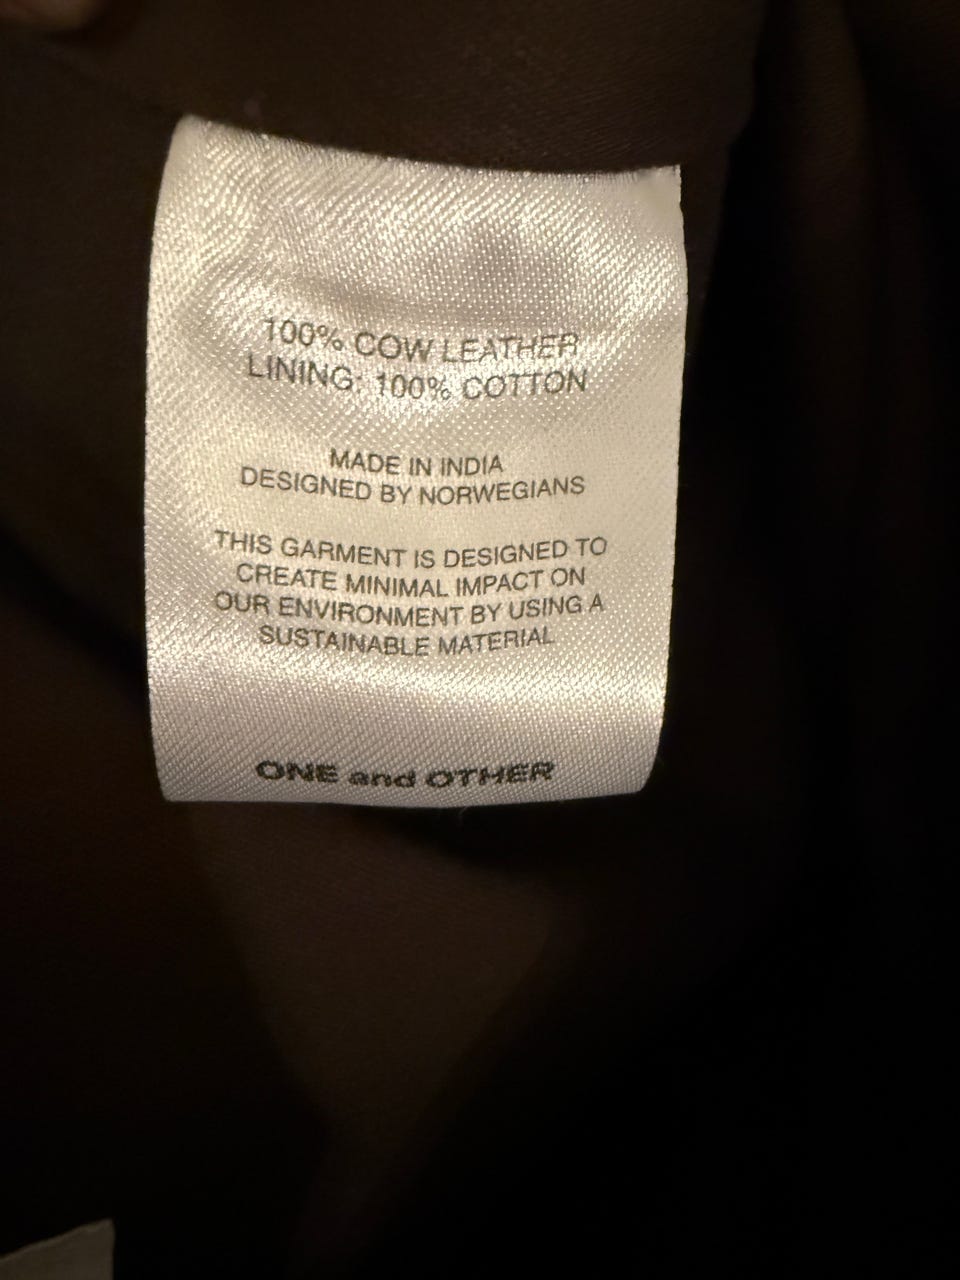 100% COW LEATHER
LINING: 100% COTTON
MADE IN INDIA
DESIGNED BY NORWEGIANS
THIS GARMENT IS DESIGNED TO
CREATE MINIMAL IMPACT ON
OUR ENVIRONMENT BY USING A
SUSTAINABLE MATERIAL
ONE and OTHER